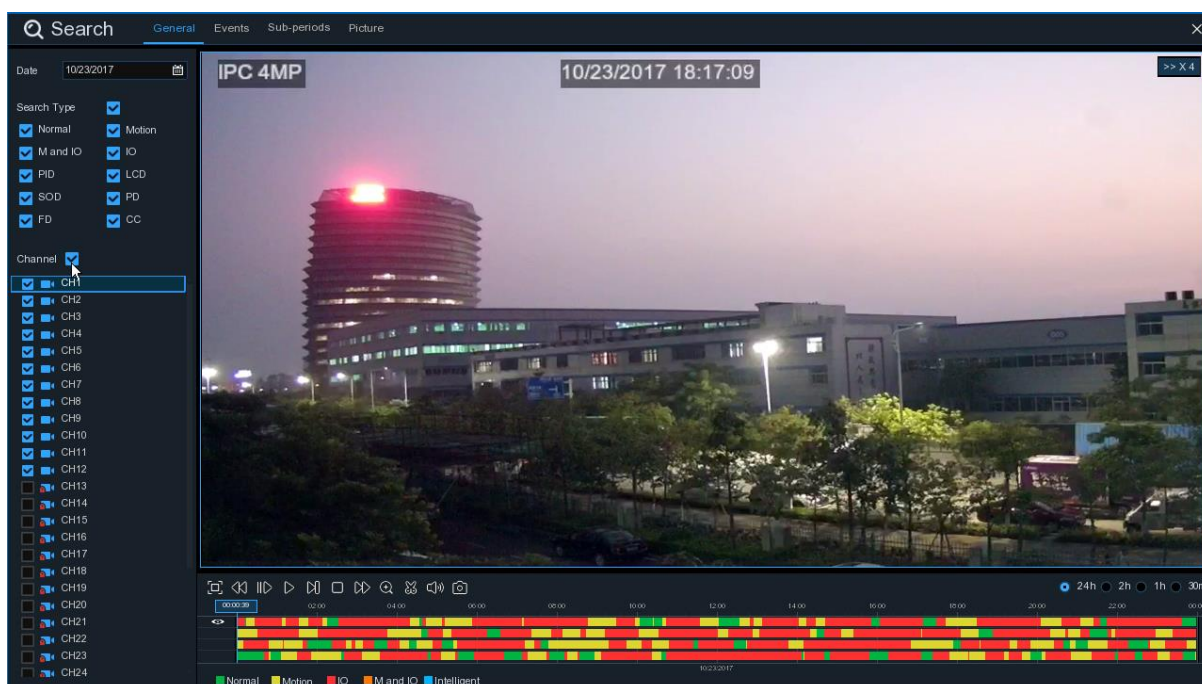 Search General Events Sub-periods Picture
Date 10/23/2017
IPC 4MP 10/23/2017 18:17:09 >> X 4
Search Type
Normal Motion
M and IO IO
PID LCD
SOD PD
FD CC
Channel
CH1
CH2
CH3
CH4
CH5
CH6
CH7
CH8
CH9
CH10
CH11
CH12
CH13
CH14
CH15
CH16
CH17
CH18
CH19
CH20
CH21
CH22
CH23
CH24
24h 2h 1h 30m
00:00:39 02:00 04:00 06:00 08:00 10:00 12:00 14:00 16:00 18:00 20:00 22:00
10/23/2017
Normal Motion IO M and IO Intelligent